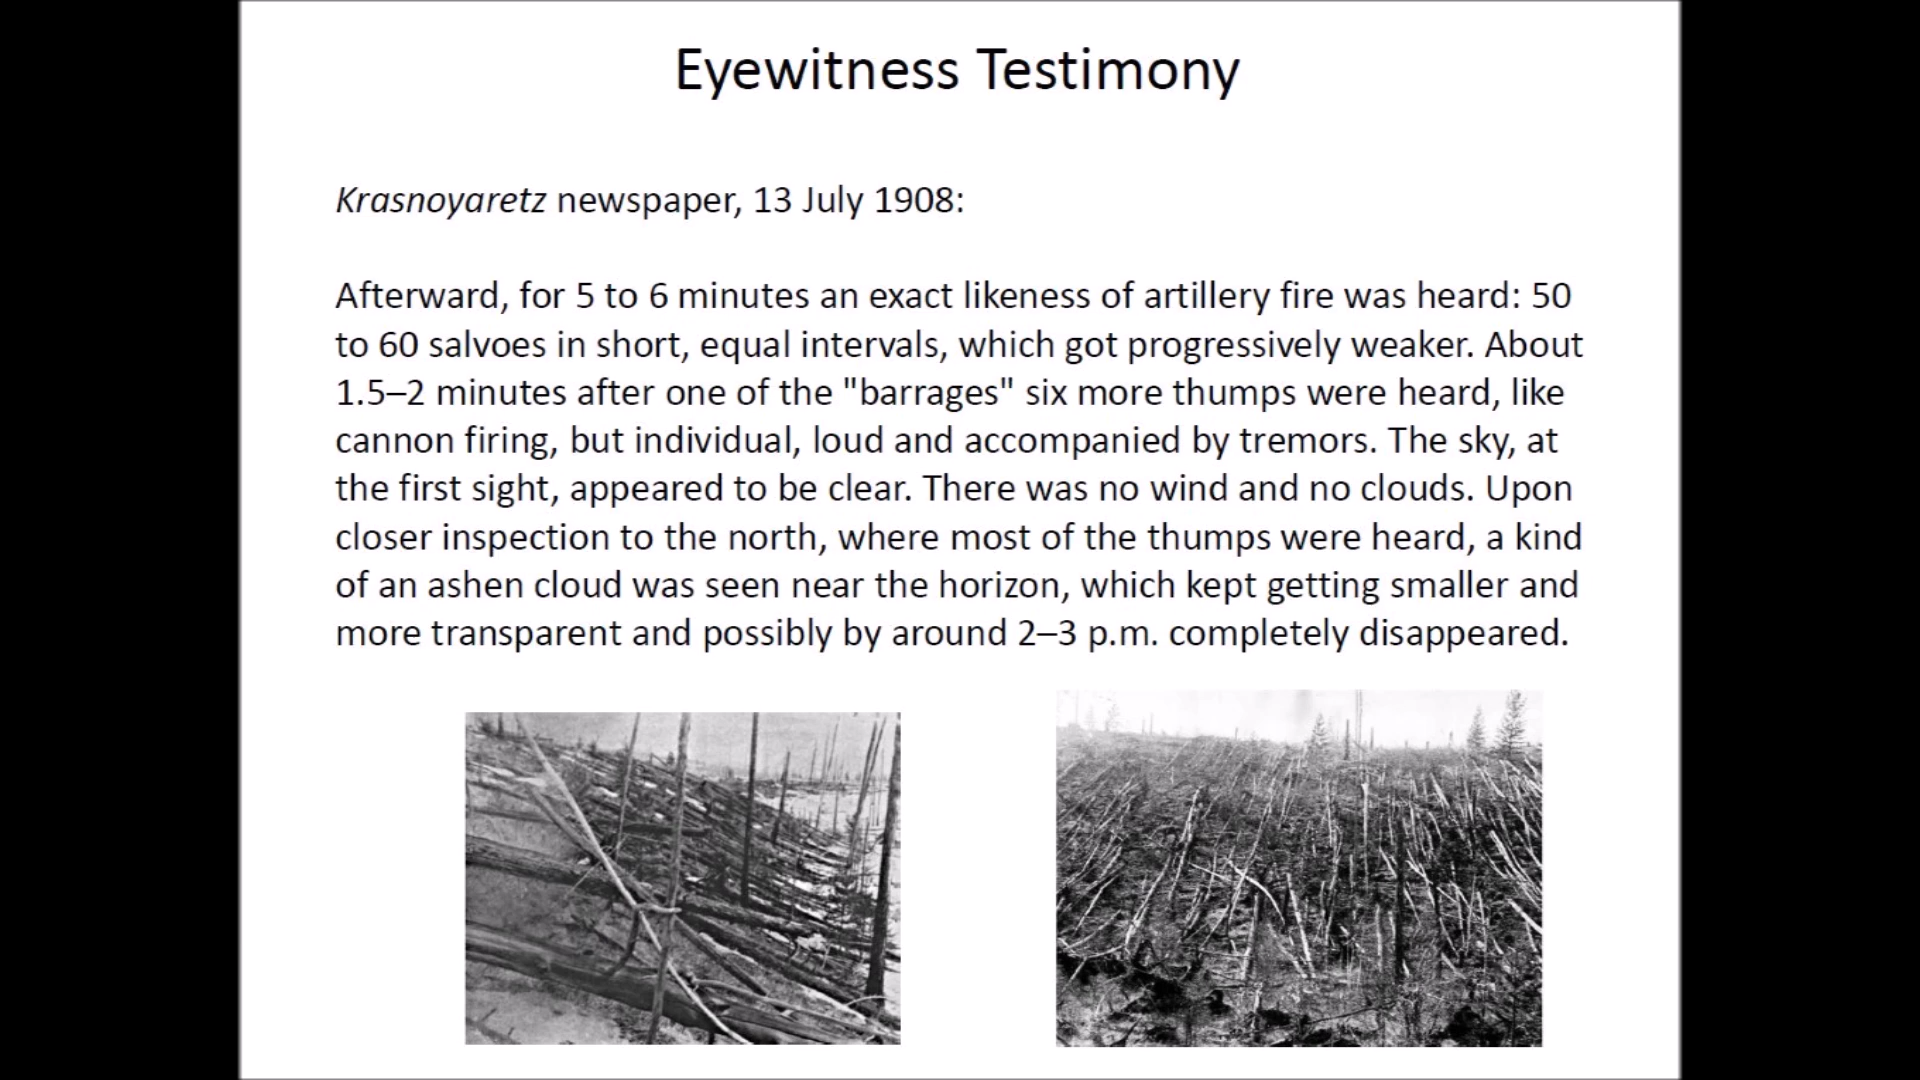 Eyewitness Testimony
Krasnoyaretz newspaper, 13 July 1908:
Afterward, for 5 to 6 minutes an exact likeness of artillery fire was heard: 50
to 60 salvoes in short, equal intervals, which got progressively weaker. About
1.5–2 minutes after one of the "barrages" six more thumps were heard, like
cannon firing, but individual, loud and accompanied by tremors. The sky, at
the first sight, appeared to be clear. There was no wind and no clouds. Upon
closer inspection to the north, where most of the thumps were heard, a kind
of an ashen cloud was seen near the horizon, which kept getting smaller and
more transparent and possibly by around 2–3 p.m. completely disappeared.